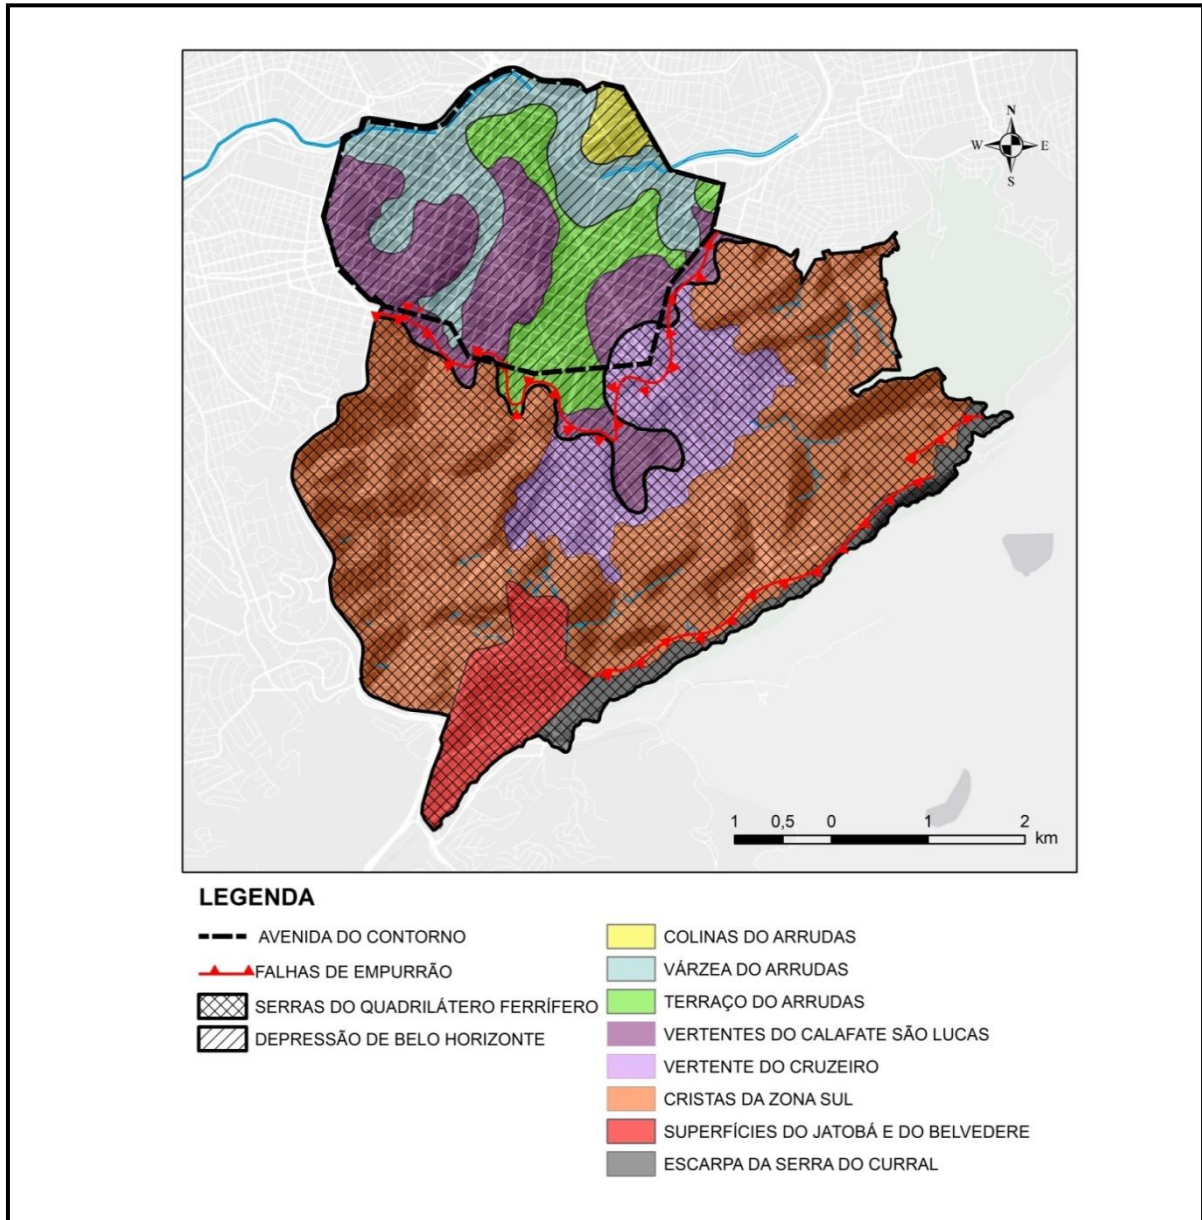 N
W E
S
1 0,5 0 1 2
km
LEGENDA
AVENIDA DO CONTORNO
FALHAS DE EMPURRÃO
SERRAS DO QUADRILÁTERO FERRÍFERO
DEPRESSÃO DE BELO HORIZONTE
COLINAS DO ARRUDAS
VÁRZEA DO ARRUDAS
TERRAÇO DO ARRUDAS
VERTENTES DO CALAFATE SÃO LUCAS
VERTENTE DO CRUZEIRO
CRISTAS DA ZONA SUL
SUPERFÍCIES DO JATOBÁ E DO BELVEDERE
ESCARPA DA SERRA DO CURRAL